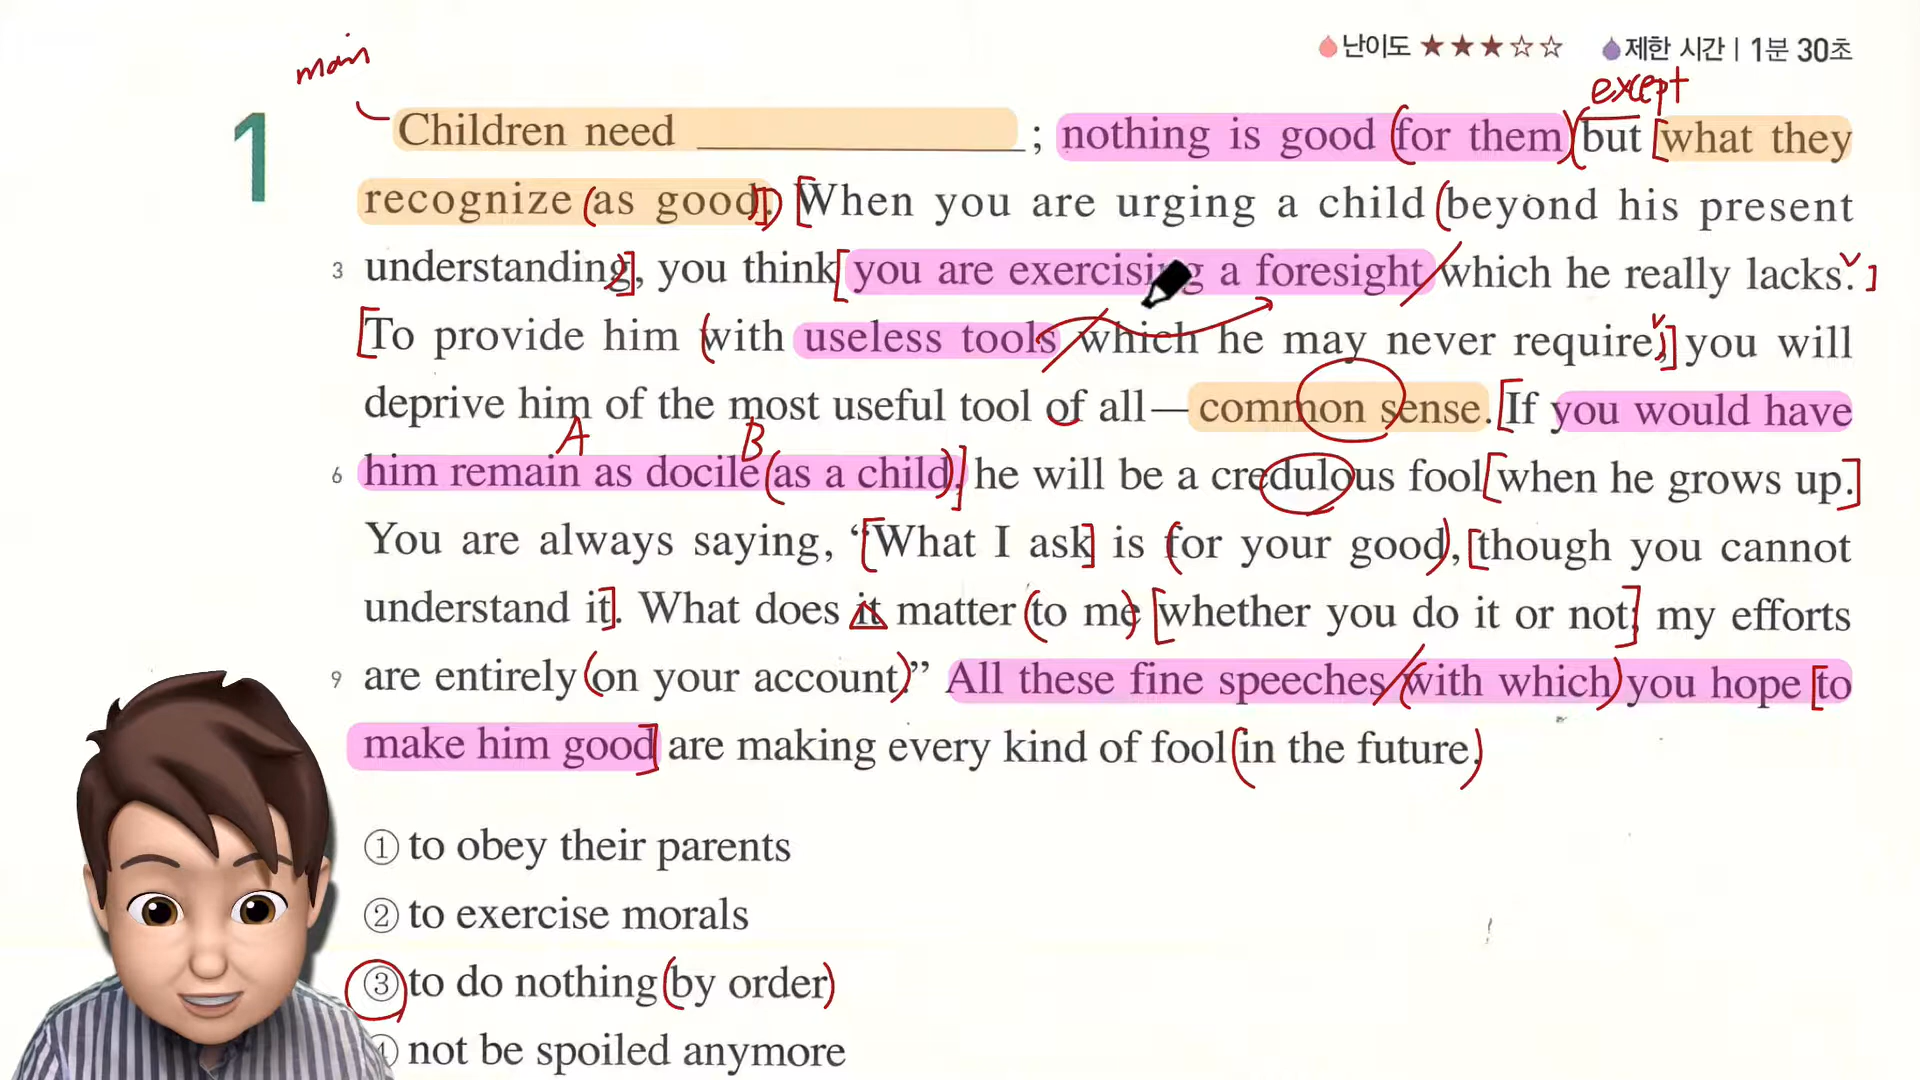 난이도 ★★★☆☆ 제한 시간 | 1분 30초
main
except
1
Children need ____________ ; nothing is good for them but what they
recognize as good. When you are urging a child beyond his present
3 understanding, you think you are exercising a foresight which he really lacks.
To provide him with useless tools which he may never require, you will
deprive him of the most useful tool of all—common sense. If you would have
A B
6 him remain as docile as a child, he will be a credulous fool when he grows up.
You are always saying, “What I ask is for your good, though you cannot
understand it. What does it matter to me whether you do it or not; my efforts
9 are entirely on your account.” All these fine speeches with which you hope to
make him good are making every kind of fool in the future.
① to obey their parents
② to exercise morals
③ to do nothing by order
④ not be spoiled anymore